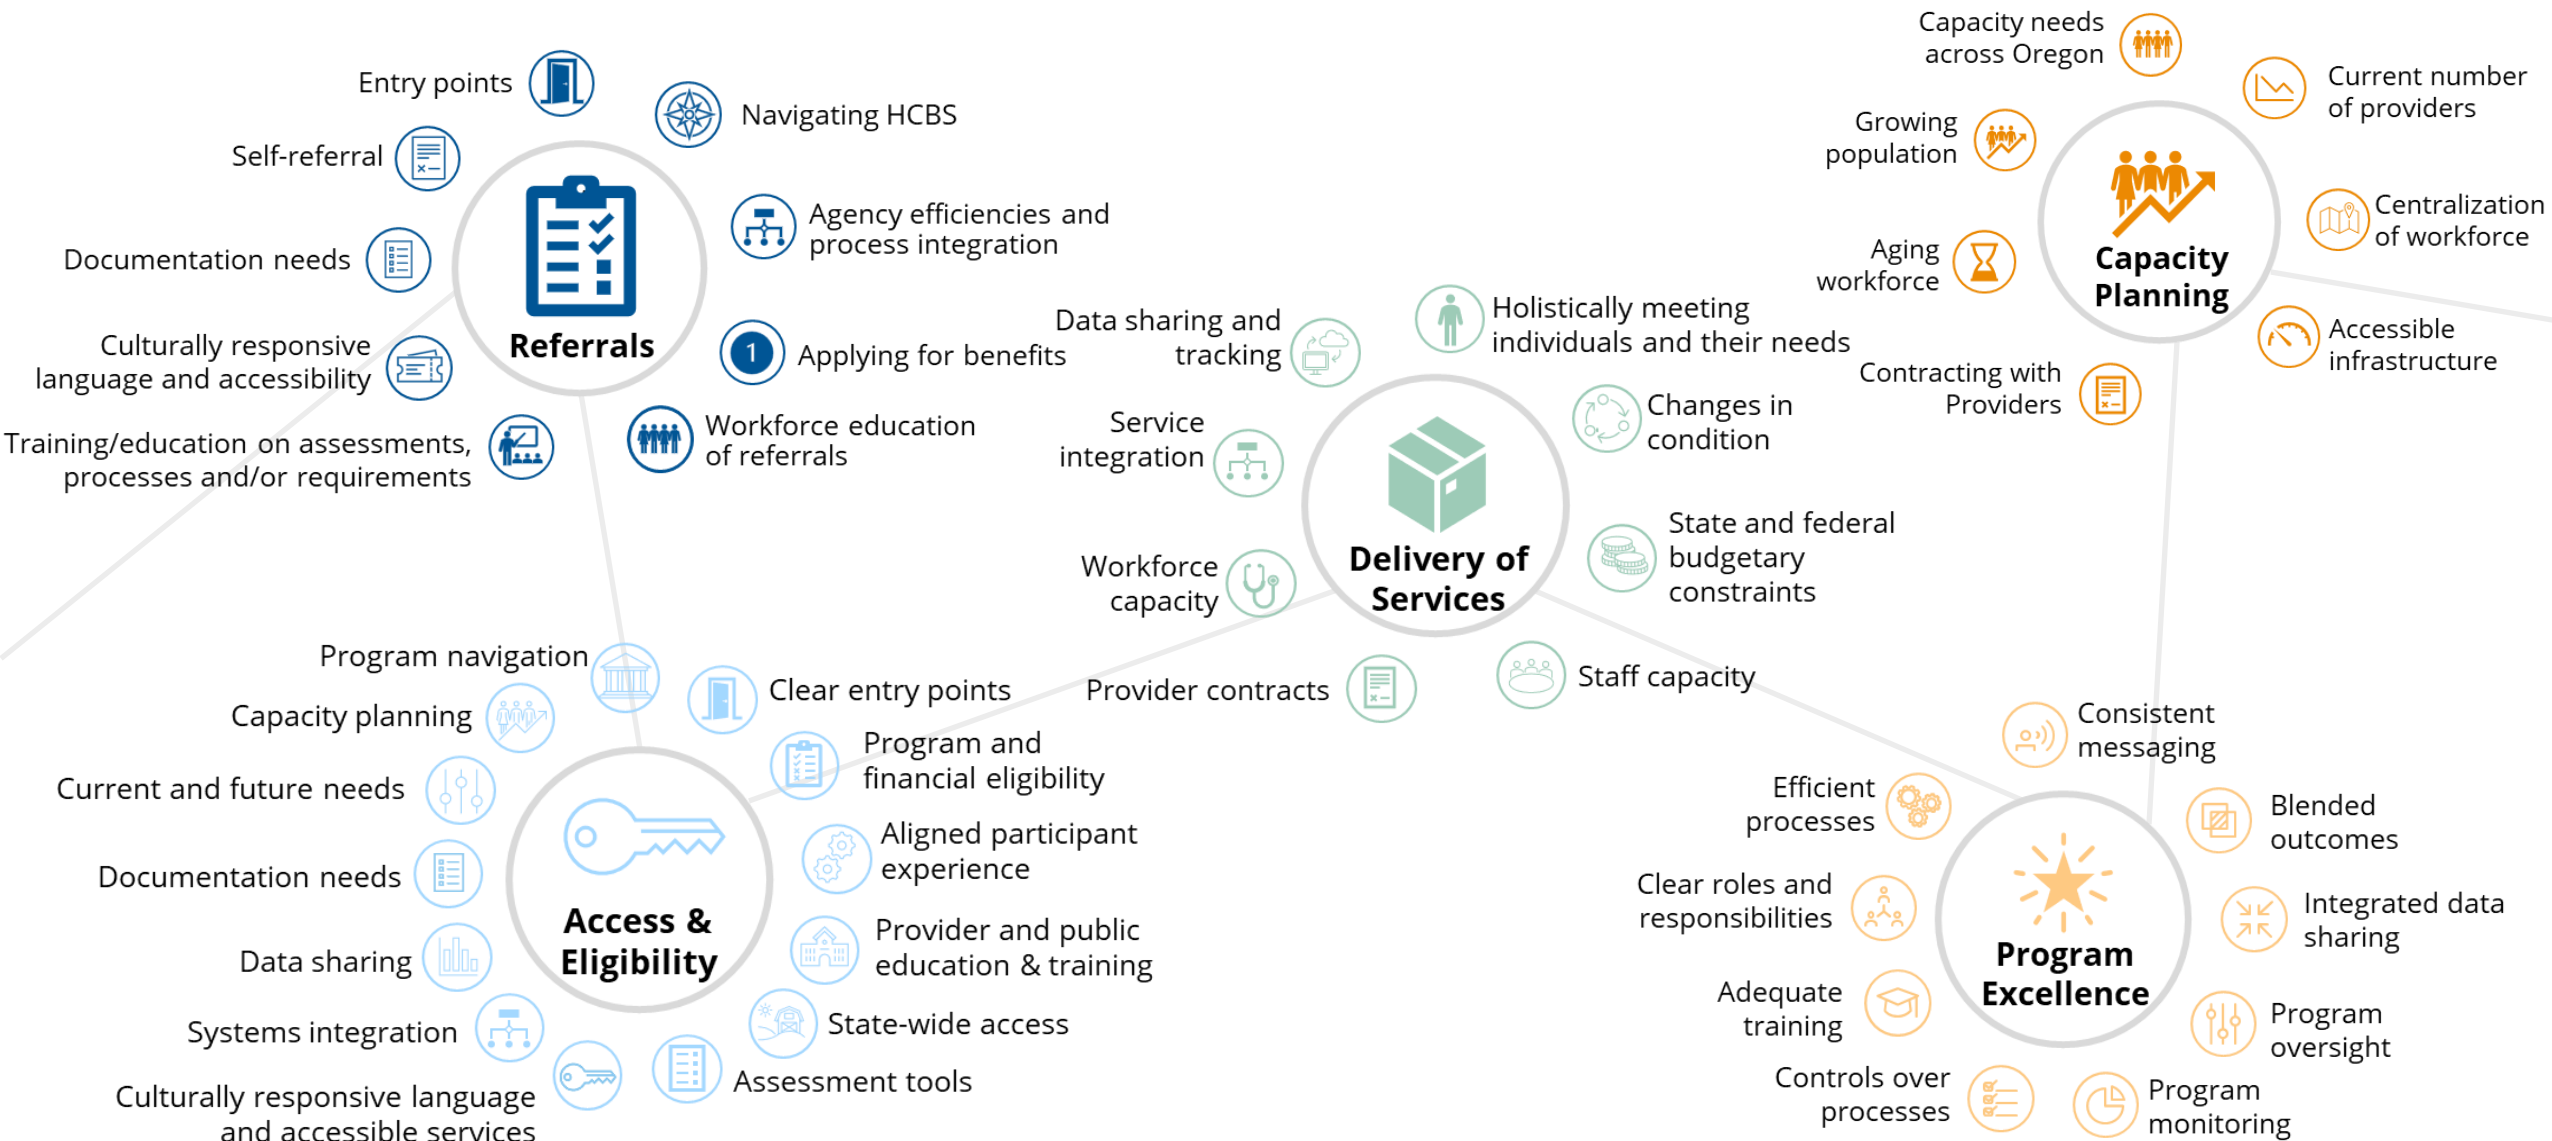 Entry points
Navigating HCBS
Self-referral
Agency efficiencies and
process integration
Documentation needs
Referrals
Culturally responsive
language and accessibility
1
Applying for benefits
Training/education on assessments,
processes and/or requirements
Workforce education
of referrals
Capacity needs
across Oregon
Current number
of providers
Growing
population
Centralization
of workforce
Aging
workforce
Capacity
Planning
Accessible
infrastructure
Contracting with
Providers
Data sharing and
tracking
Holistically meeting
individuals and their needs
Service
integration
Changes in
condition
Workforce
capacity
Delivery of
Services
State and federal
budgetary
constraints
Provider contracts
Staff capacity
Program navigation
Clear entry points
Capacity planning
Program and
financial eligibility
Current and future needs
Aligned participant
experience
Documentation needs
Access &
Eligibility
Provider and public
education & training
Data sharing
State-wide access
Systems integration
Assessment tools
Culturally responsive language
and accessible services
Consistent
messaging
Efficient
processes
Blended
outcomes
Clear roles and
responsibilities
Integrated data
sharing
Program
Excellence
Adequate
training
Program
oversight
Controls over
processes
Program
monitoring